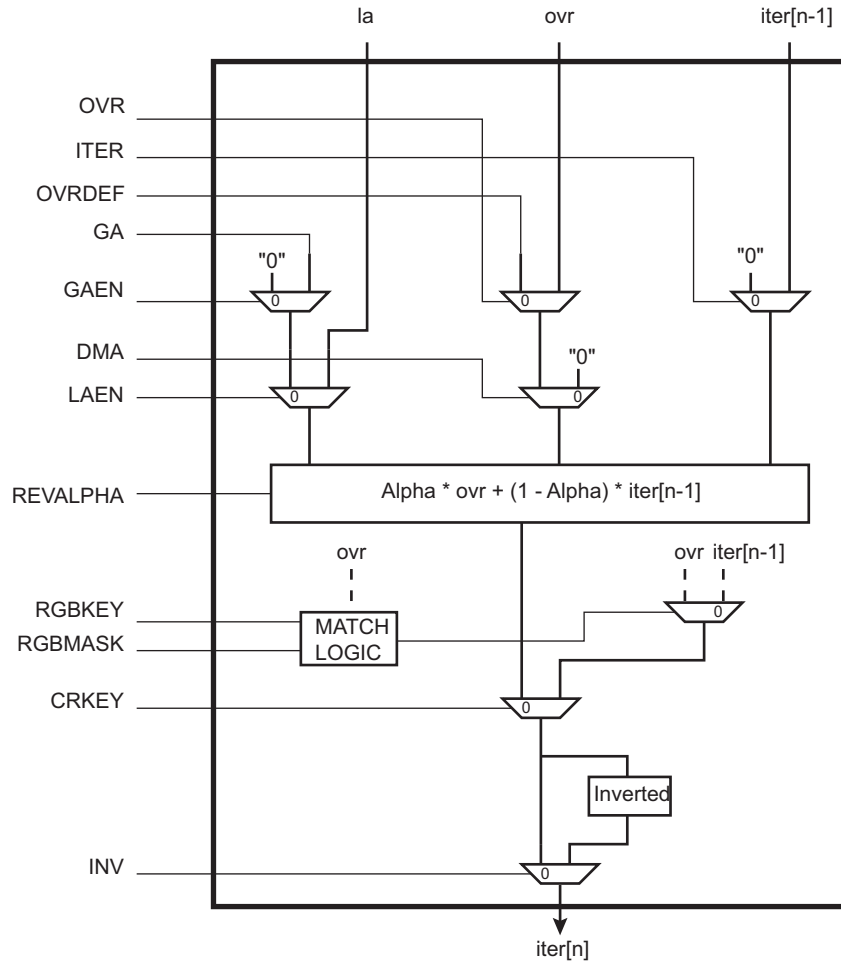 la ovr iter[n-1]
OVR
ITER
OVRDEF
GA
"0" "0"
GAEN 0 0 0
DMA "0"
LAEN 0 0
REVALPHA Alpha * ovr + (1 - Alpha) * iter[n-1]
ovr ovr iter[n-1]
RGBKEY 0
MATCH
LOGIC
RGBMASK
CRKEY 0
Inverted
INV 0
iter[n]